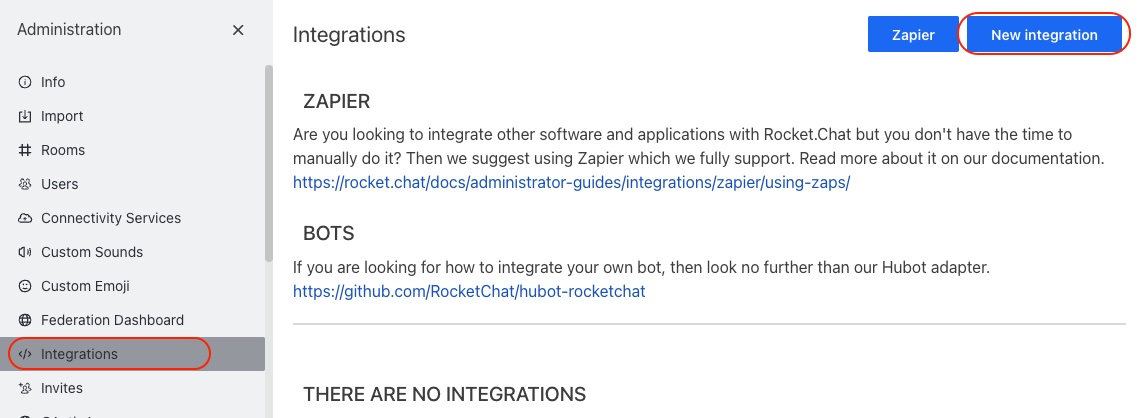 Administration
Info
Import
Rooms
Users
Connectivity Services
Custom Sounds
Custom Emoji
Federation Dashboard
Integrations
Invites
Integrations
Zapier
New integration
ZAPIER
Are you looking to integrate other software and applications with Rocket.Chat but you don't have the time to
manually do it? Then we suggest using Zapier which we fully support. Read more about it on our documentation.
https://rocket.chat/docs/administrator-guides/integrations/zapier/using-zaps/
BOTS
If you are looking for how to integrate your own bot, then look no further than our Hubot adapter.
https://github.com/RocketChat/hubot-rocketchat
THERE ARE NO INTEGRATIONS